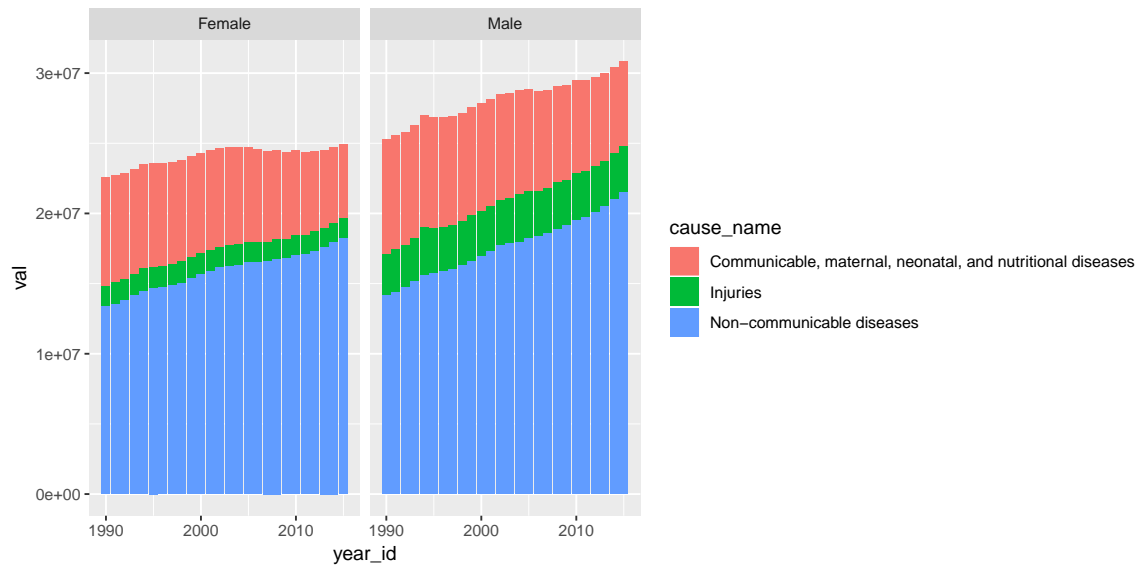 Female
Male
3e+07
2e+07
1e+07
0e+00
val
1990
2000
2010
1990
2000
2010
year_id
cause_name
Communicable, maternal, neonatal, and nutritional diseases
Injuries
Non−communicable diseases